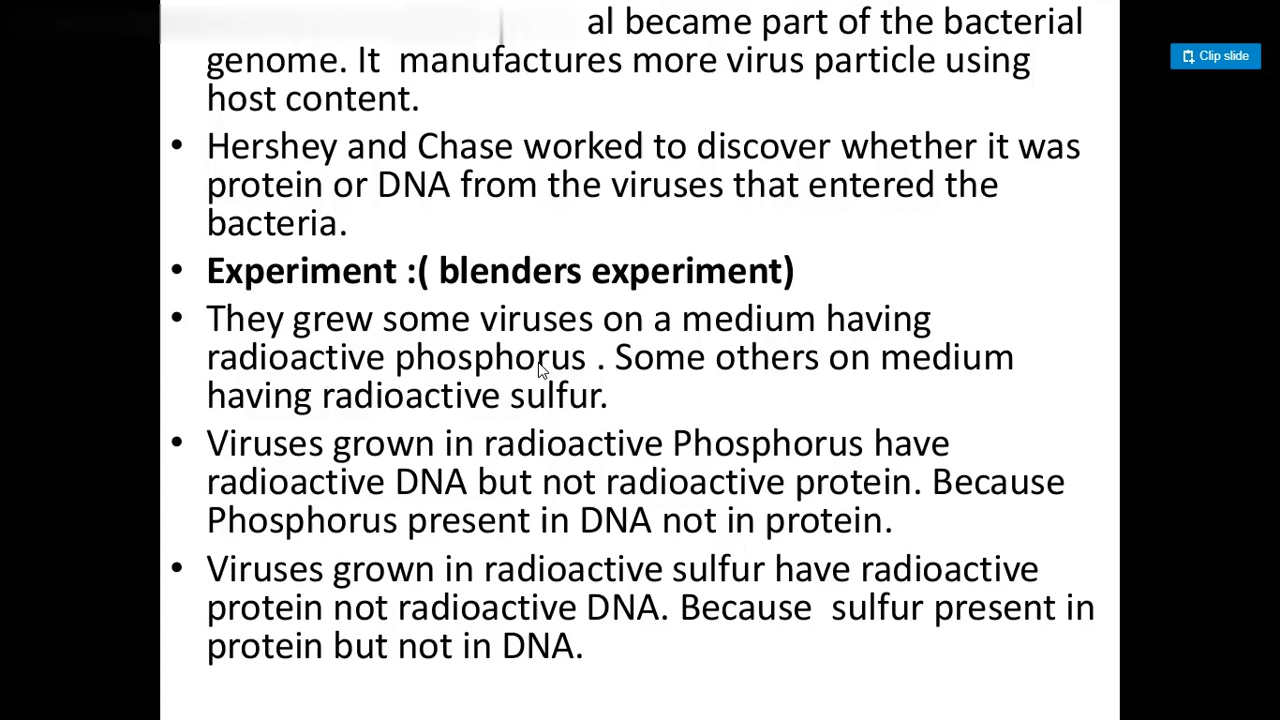 al became part of the bacterial
Clip slide
genome. It  manufactures more virus particle using
host content.
• Hershey and Chase worked to discover whether it was
protein or DNA from the viruses that entered the
bacteria.
• Experiment :( blenders experiment)
• They grew some viruses on a medium having
radioactive phosphorus . Some others on medium
having radioactive sulfur.
• Viruses grown in radioactive Phosphorus have
radioactive DNA but not radioactive protein. Because
Phosphorus present in DNA not in protein.
• Viruses grown in radioactive sulfur have radioactive
protein not radioactive DNA. Because  sulfur present in
protein but not in DNA.